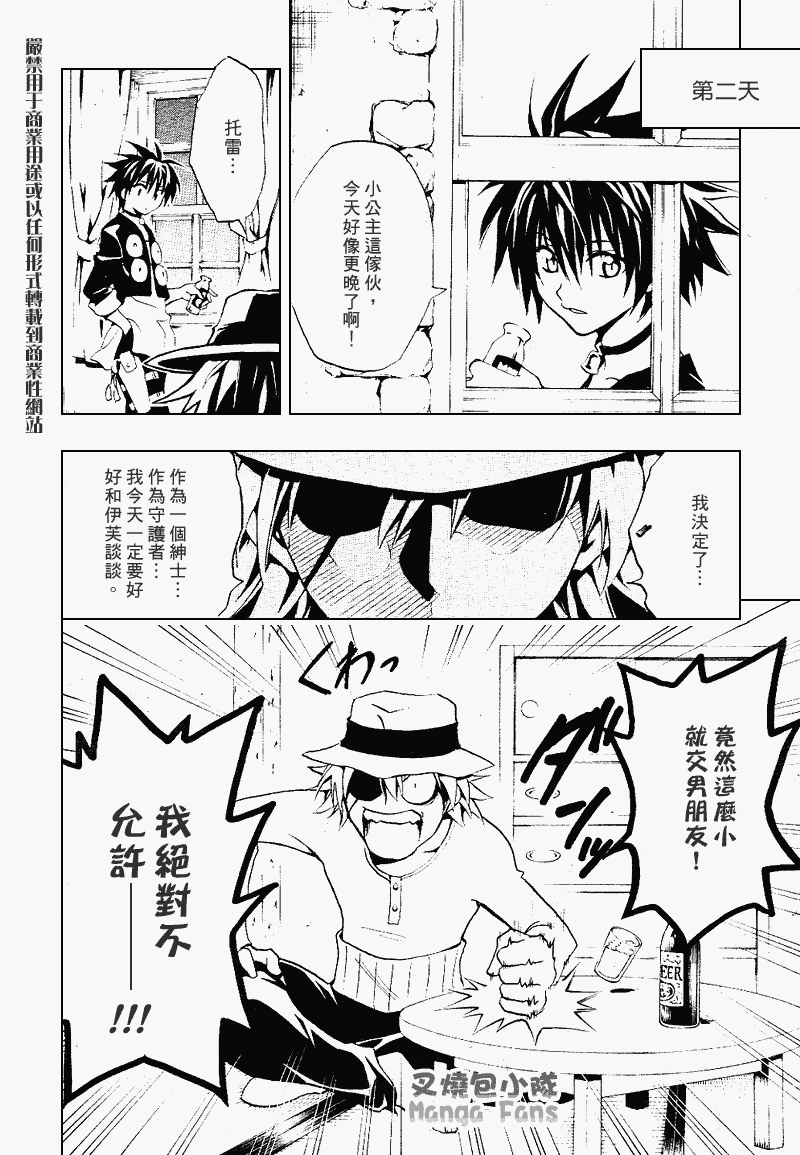 第二天
小公主這傢伙，
今天好像更晚了啊！
托雷…
我決定了…
作為一個紳士…
作為守護者…
我今天一定要好
好和伊芙談談。
くわっ
竟然這麼小
就交男朋友！
ダンッ
BEER
我絕對不
允許——
!!!
嚴禁用于商業用途或以任何形式轉載到商業性網站
叉燒包小隊
Manga Fans